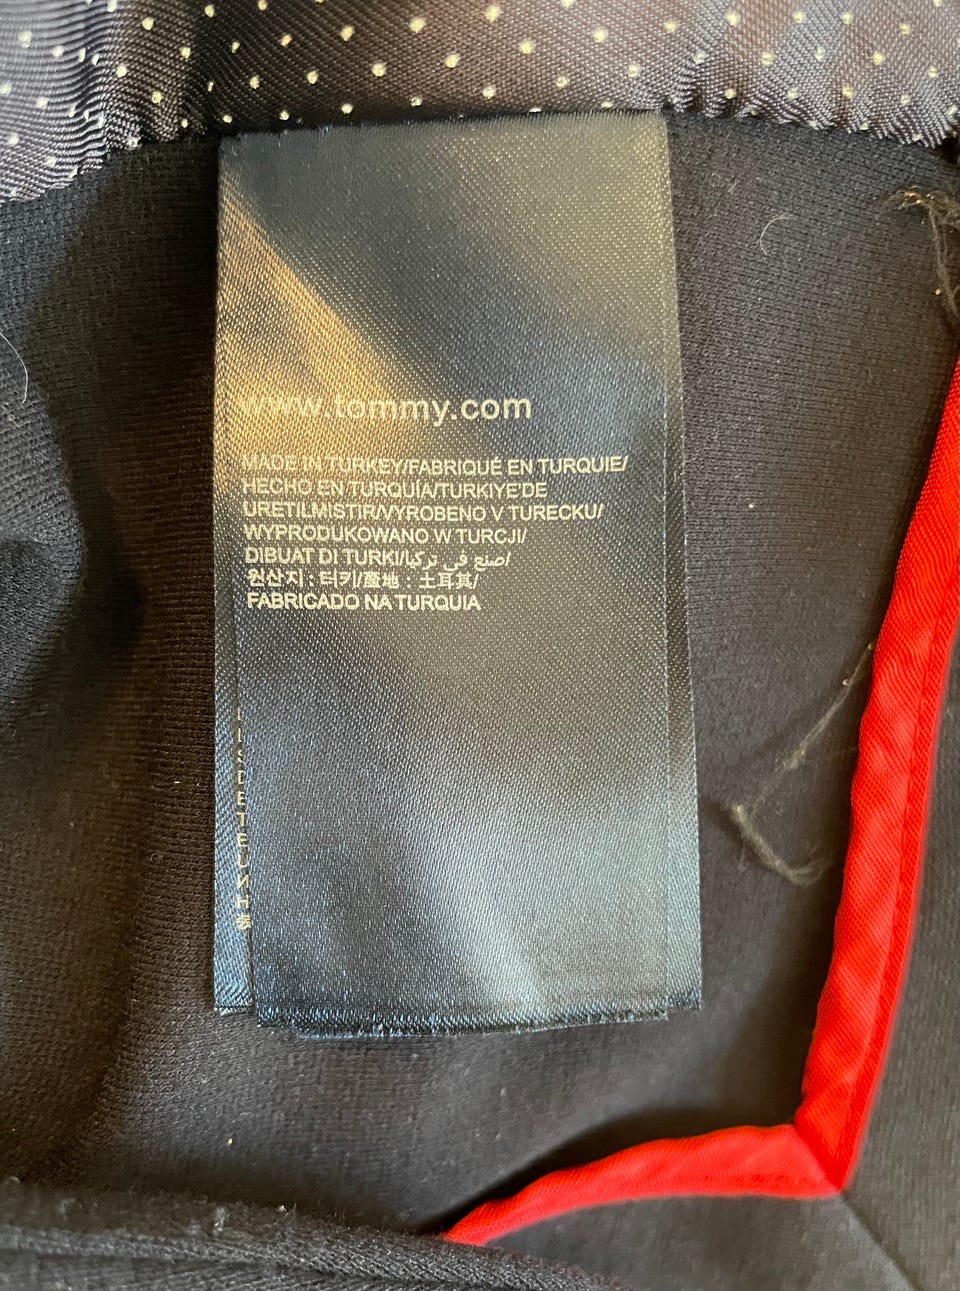 www.tommy.com
MADE IN TURKEY/FABRIQUÉ EN TURQUIE/
HECHO EN TURQUÍA/TURKIYE'DE
URETILMISTIR/VYROBENO V TURECKU/
WYPRODUKOWANO W TURCJI/
DIBUAT DI TURKI/صنع في تركيا/
원산지 : 터키/產地 : 土耳其/
FABRICADO NA TURQUIA